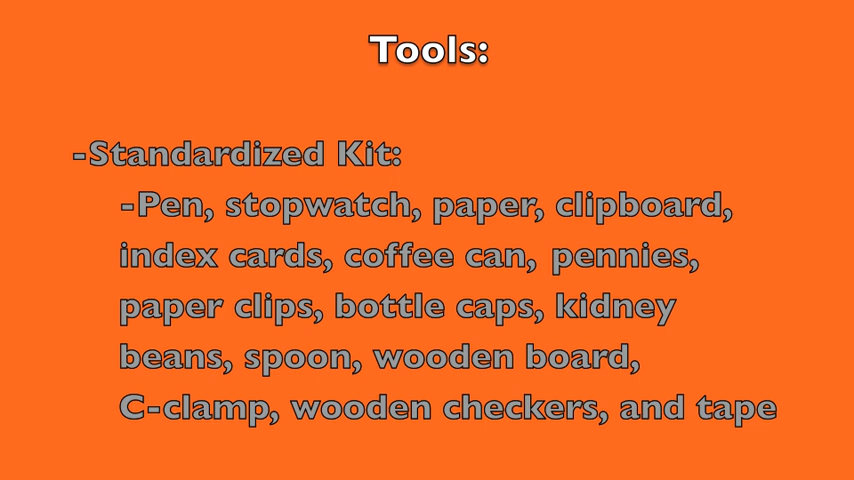 Tools:
-Standardized Kit:
-Pen, stopwatch, paper, clipboard,
index cards, coffee can, pennies,
paper clips, bottle caps, kidney
beans, spoon, wooden board,
C-clamp, wooden checkers, and tape